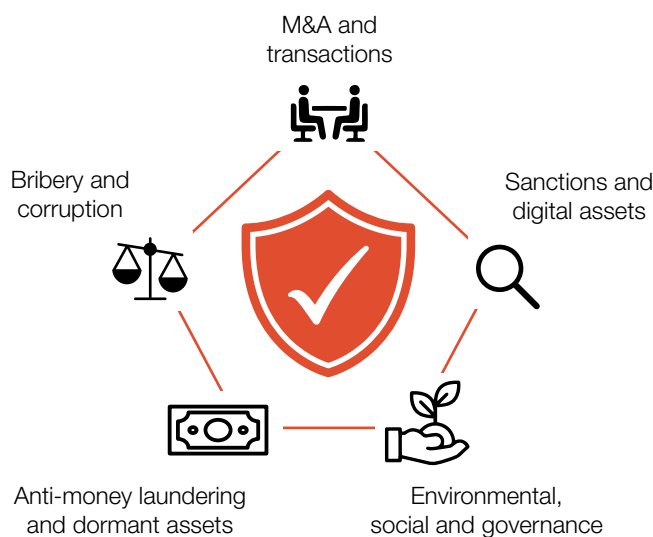 M&A and
transactions
Bribery and
corruption
Sanctions and
digital assets
Anti-money laundering
and dormant assets
Environmental,
social and governance